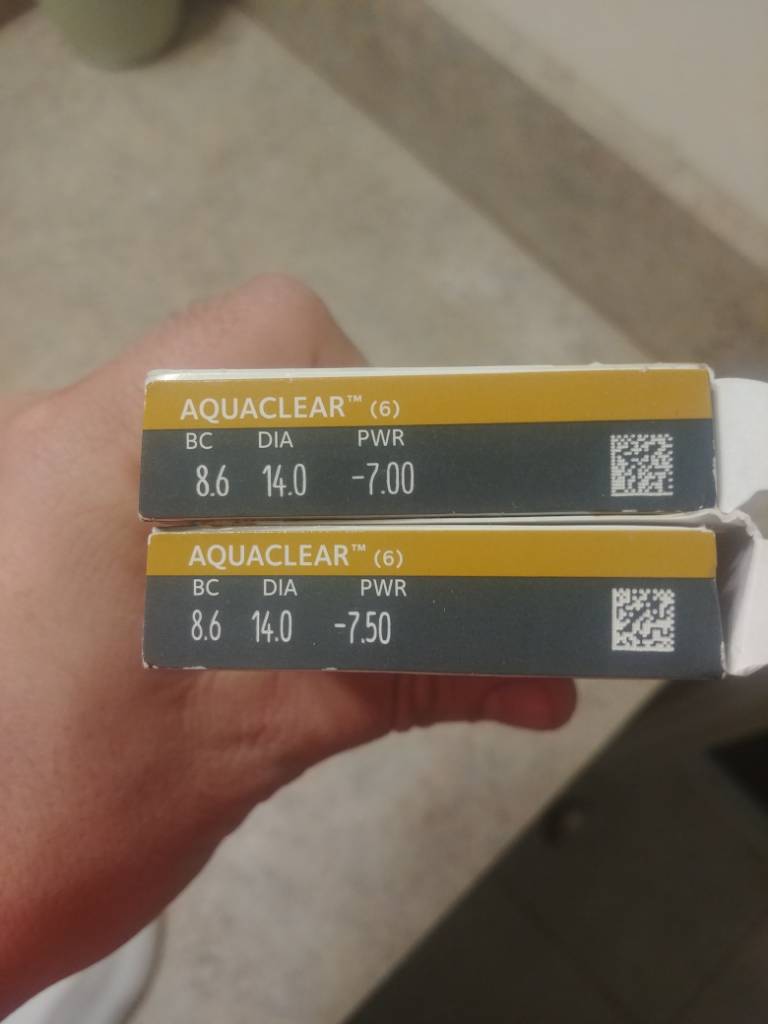 AQUACLEAR™ (6)
BC DIA PWR
8.6 14.0 -7.00
AQUACLEAR™ (6)
BC DIA PWR
8.6 14.0 -7.50